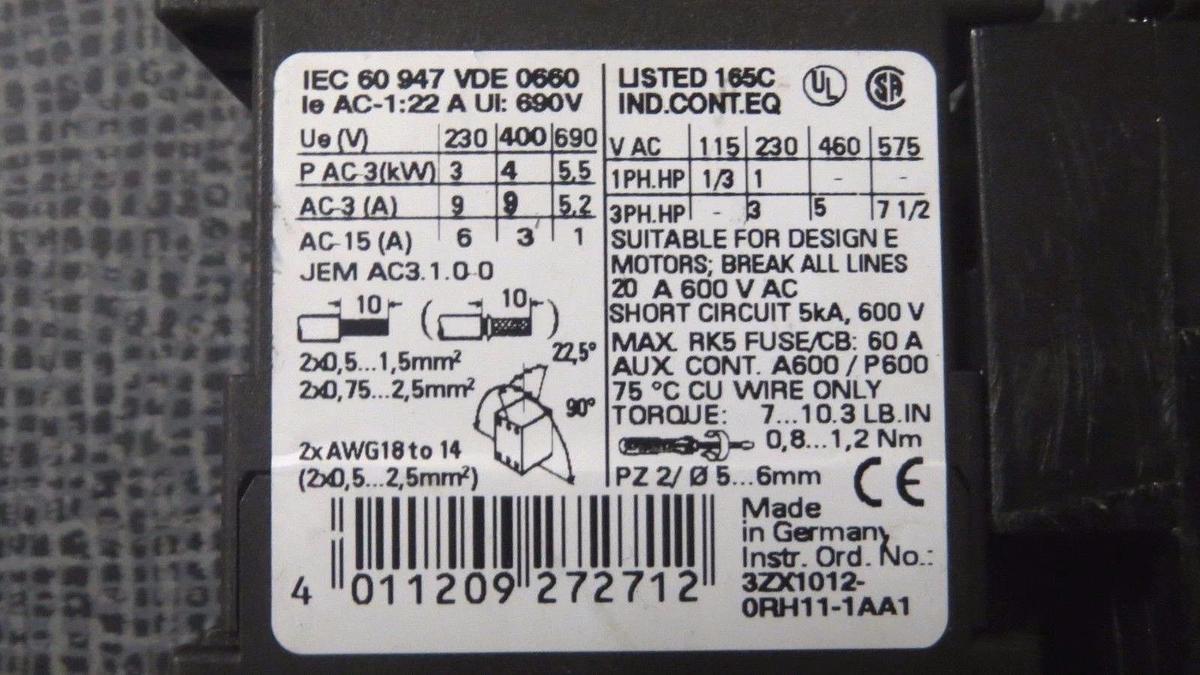 IEC 60 947 VDE 0660
Ie AC-1:22 A UI: 690V
Ue (V) 230 400 690
P AC-3(kW) 3 4 5,5
AC-3 (A) 9 9 5,2
AC-15 (A) 6 3 1
JEM AC3.1.0-0
10 ( 10 )
2x0,5...1,5mm²
2x0,75...2,5mm²
22,5°
90°
2xAWG18 to 14
(2x0,5...2,5mm²)
LISTED 165C UL SA
IND.CONT.EQ
V AC 115 230 460 575
1PH.HP 1/3 1 - -
3PH.HP - 3 5 7 1/2
SUITABLE FOR DESIGN E
MOTORS; BREAK ALL LINES
20 A 600 V AC
SHORT CIRCUIT 5kA, 600 V
MAX. RK5 FUSE/CB: 60 A
AUX. CONT. A600 / P600
75 °C CU WIRE ONLY
TORQUE: 7...10.3 LB.IN
0,8...1,2 Nm
PZ 2/ Ø 5...6mm CE
4 011209 272712
Made
in Germany
Instr. Ord. No.:
3ZX1012-
0RH11-1AA1